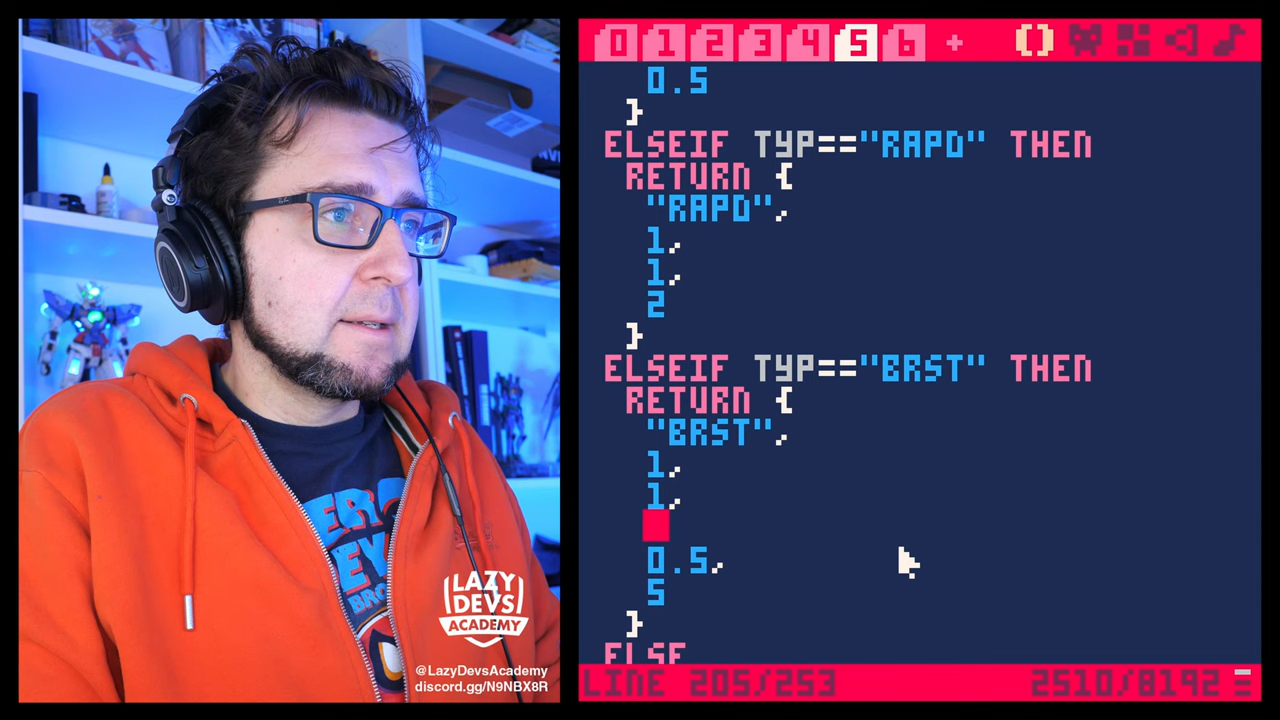 0 1 2 3 4 5 6 +
0.5
}
ELSEIF TYP=="RAPD" THEN
RETURN {
"RAPD",
1,
1,
2
}
ELSEIF TYP=="BRST" THEN
RETURN {
"BRST",
1,
1,
0.5,
5
}
ELSE
LINE 205/253 2510/8192
LAZY
DEVS
ACADEMY
@LazyDevsAcademy
discord.gg/N9NBX8R